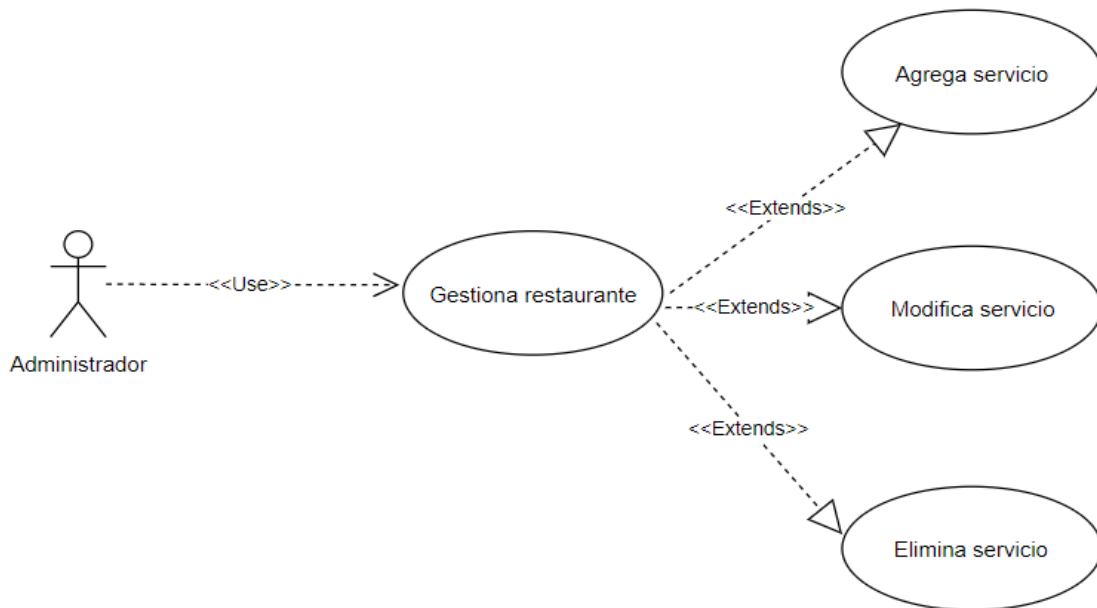 Agrega servicio
<<Extends>>
<<Use>>
Gestiona restaurante
<<Extends>>
Modifica servicio
Administrador
<<Extends>>
Elimina servicio